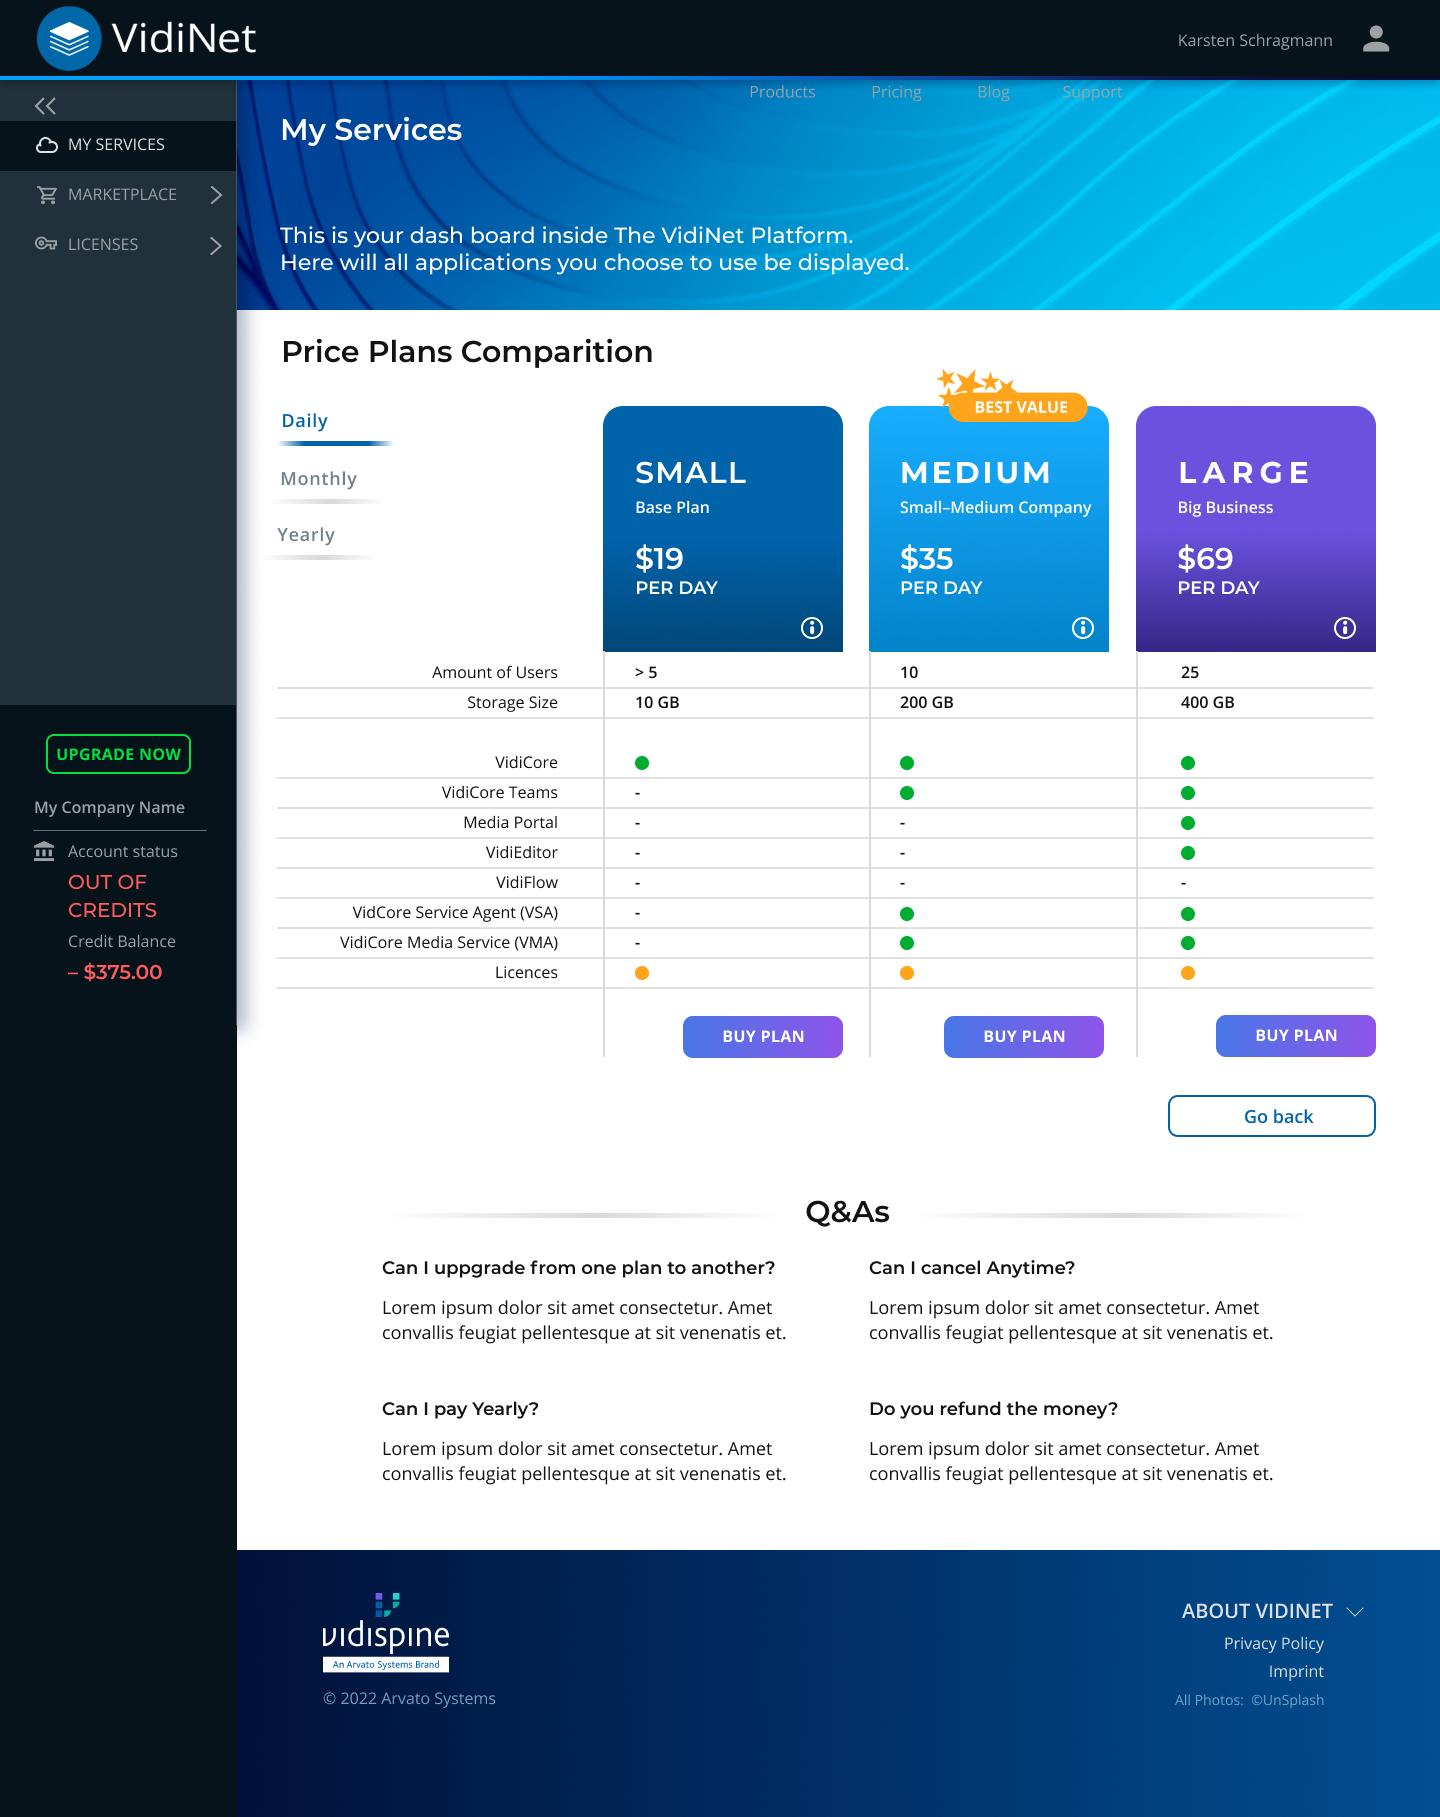 VidiNet
Karsten Schragmann
Products Pricing Blog Support
MY SERVICES
MARKETPLACE
LICENSES
My Services
This is your dash board inside The VidiNet Platform.
Here will all applications you choose to use be displayed.
Price Plans Comparition
Daily
Monthly
Yearly
BEST VALUE
SMALL
Base Plan
$19
PER DAY
MEDIUM
Small–Medium Company
$35
PER DAY
LARGE
Big Business
$69
PER DAY
Amount of Users > 5 10 25
Storage Size 10 GB 200 GB 400 GB
VidiCore
VidiCore Teams -
Media Portal - -
VidiEditor - -
VidiFlow - - -
VidCore Service Agent (VSA) -
VidiCore Media Service (VMA) -
Licences
BUY PLAN BUY PLAN BUY PLAN
Go back
UPGRADE NOW
My Company Name
Account status
OUT OF
CREDITS
Credit Balance
– $375.00
Q&As
Can I uppgrade from one plan to another?
Lorem ipsum dolor sit amet consectetur. Amet
convallis feugiat pellentesque at sit venenatis et.
Can I cancel Anytime?
Lorem ipsum dolor sit amet consectetur. Amet
convallis feugiat pellentesque at sit venenatis et.
Can I pay Yearly?
Lorem ipsum dolor sit amet consectetur. Amet
convallis feugiat pellentesque at sit venenatis et.
Do you refund the money?
Lorem ipsum dolor sit amet consectetur. Amet
convallis feugiat pellentesque at sit venenatis et.
vidispine
An Arvato Systems Brand
© 2022 Arvato Systems
ABOUT VIDINET
Privacy Policy
Imprint
All Photos: ©UnSplash